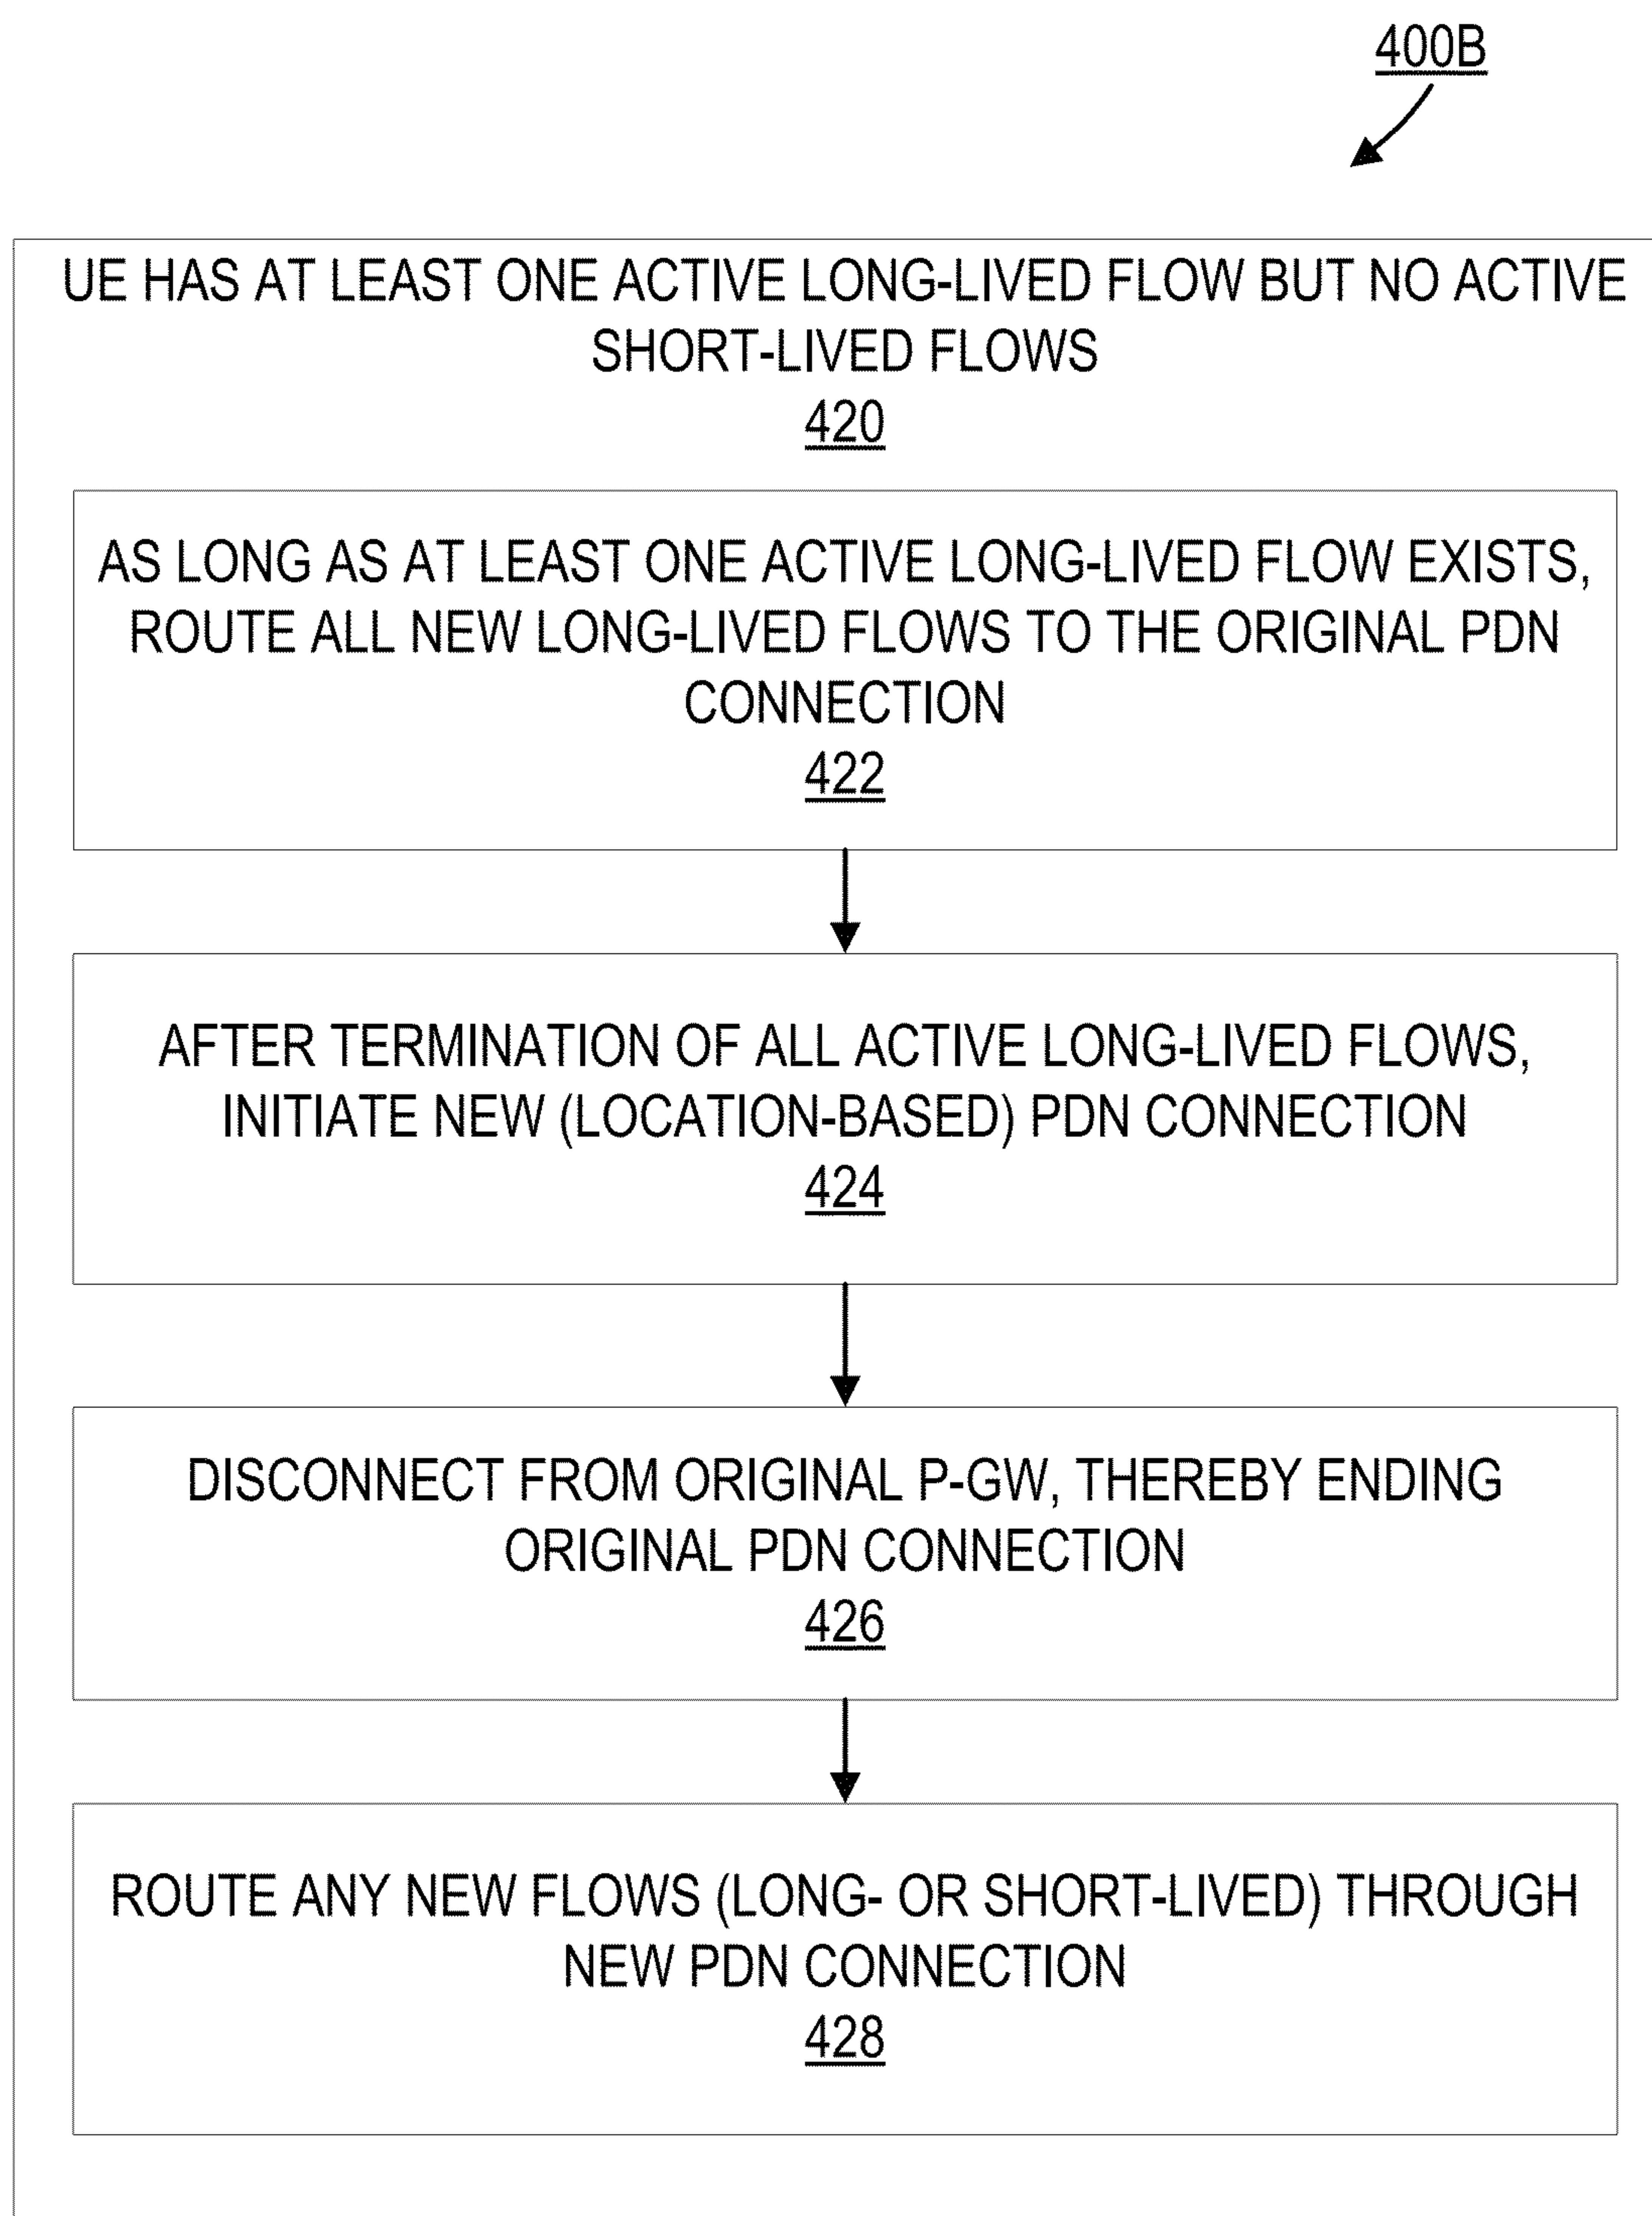 400B
UE HAS AT LEAST ONE ACTIVE LONG-LIVED FLOW BUT NO ACTIVE
SHORT-LIVED FLOWS
420
AS LONG AS AT LEAST ONE ACTIVE LONG-LIVED FLOW EXISTS,
ROUTE ALL NEW LONG-LIVED FLOWS TO THE ORIGINAL PDN
CONNECTION
422
AFTER TERMINATION OF ALL ACTIVE LONG-LIVED FLOWS,
INITIATE NEW (LOCATION-BASED) PDN CONNECTION
424
DISCONNECT FROM ORIGINAL P-GW, THEREBY ENDING
ORIGINAL PDN CONNECTION
426
ROUTE ANY NEW FLOWS (LONG- OR SHORT-LIVED) THROUGH
NEW PDN CONNECTION
428